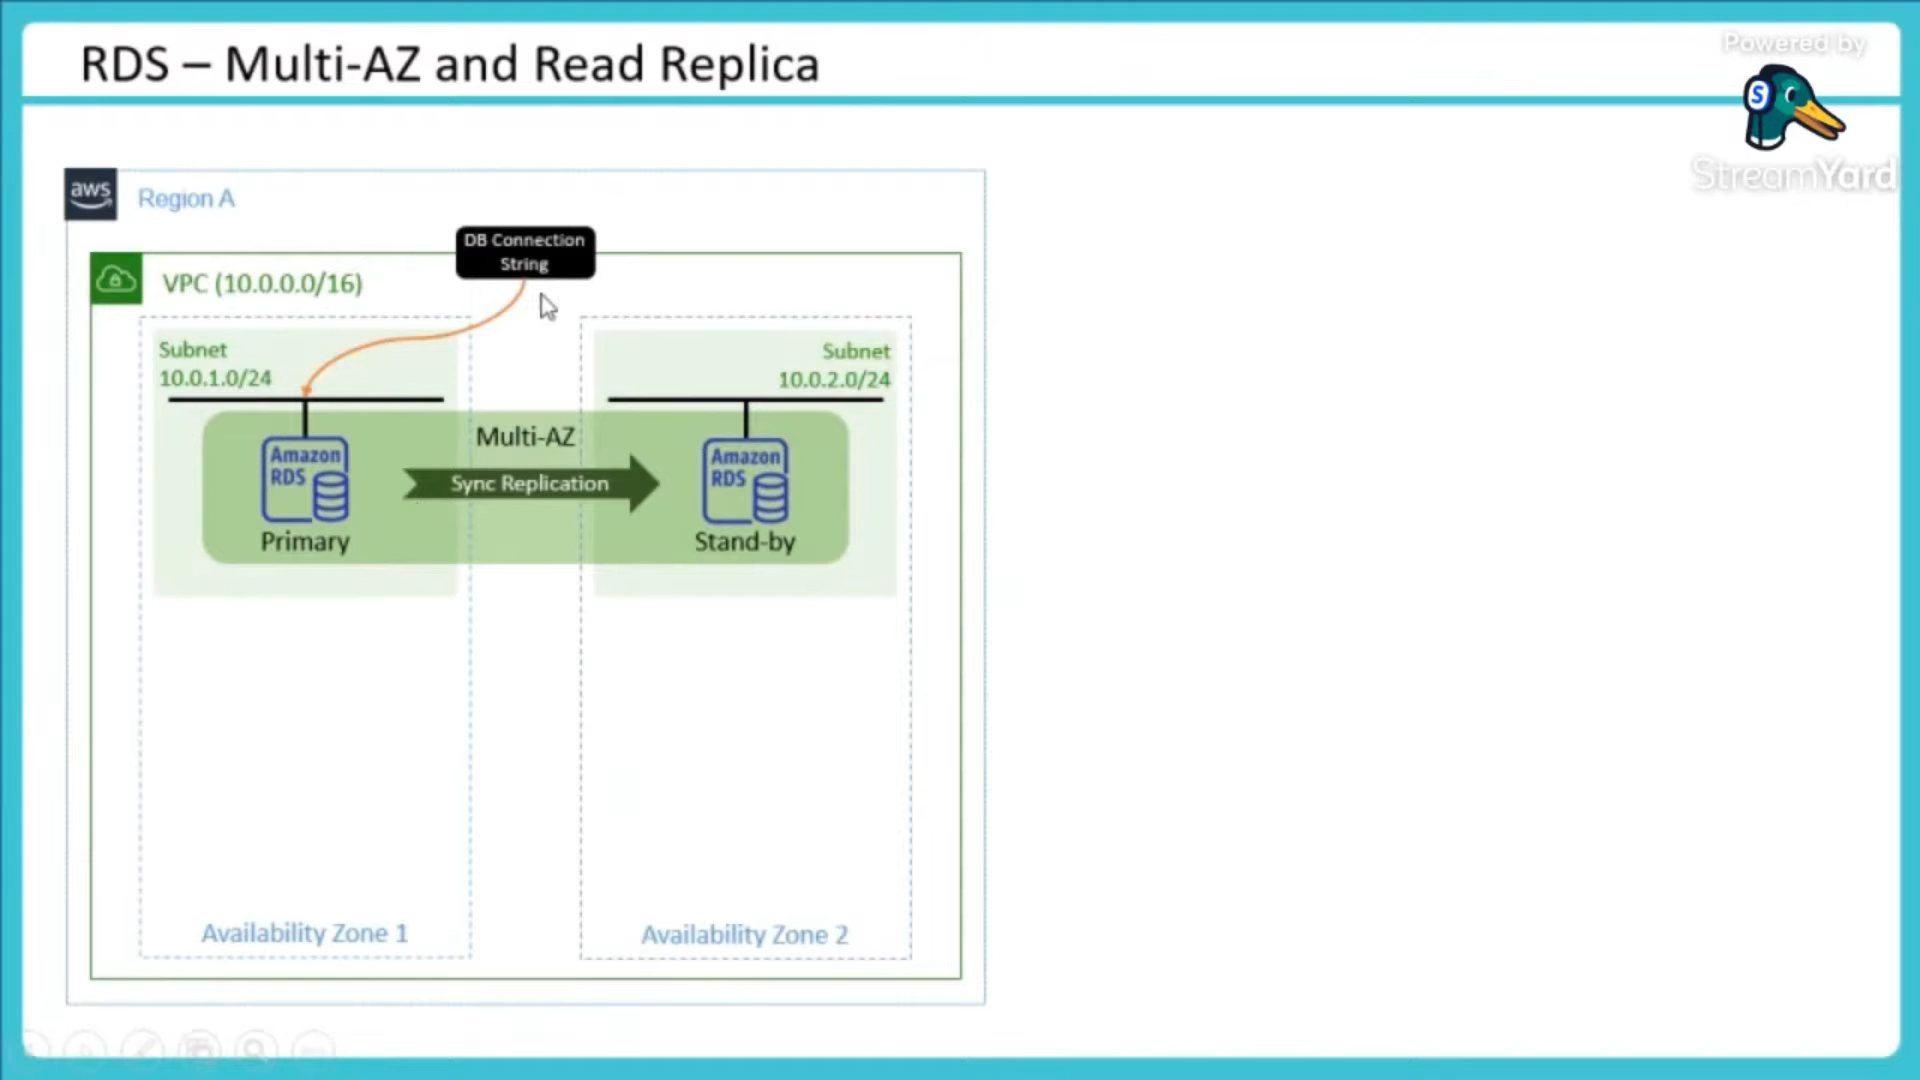 RDS – Multi-AZ and Read Replica
Powered by
S
StreamYard
aws
Region A
DB Connection
String
VPC (10.0.0.0/16)
Subnet
10.0.1.0/24
Subnet
10.0.2.0/24
Multi-AZ
Amazon
RDS
Sync Replication
Amazon
RDS
Primary
Stand-by
Availability Zone 1
Availability Zone 2